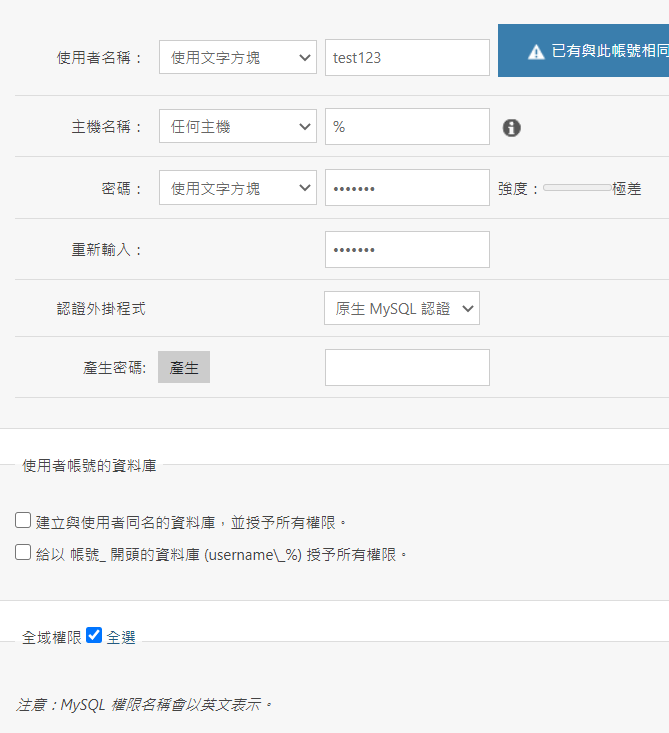 使用者名稱： 使用文字方塊 test123 已有與此帳號相同
主機名稱： 任何主機 %
密碼： 使用文字方塊 ••••••• 強度： 極差
重新輸入： •••••••
認證外掛程式 原生 MySQL 認證
產生密碼: 產生
使用者帳號的資料庫
建立與使用者同名的資料庫，並授予所有權限。
給以 帳號_ 開頭的資料庫 (username\_%) 授予所有權限。
全域權限 全選
注意：MySQL 權限名稱會以英文表示。